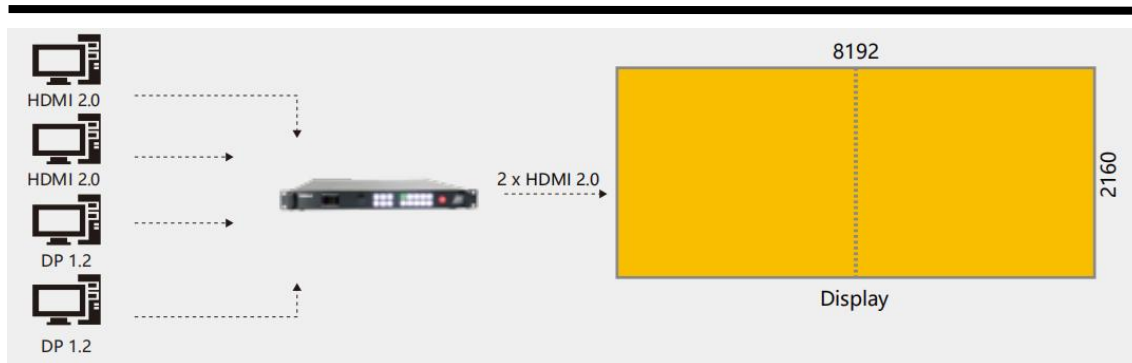 HDMI 2.0
HDMI 2.0
DP 1.2
DP 1.2
2 x HDMI 2.0
8192
2160
Display